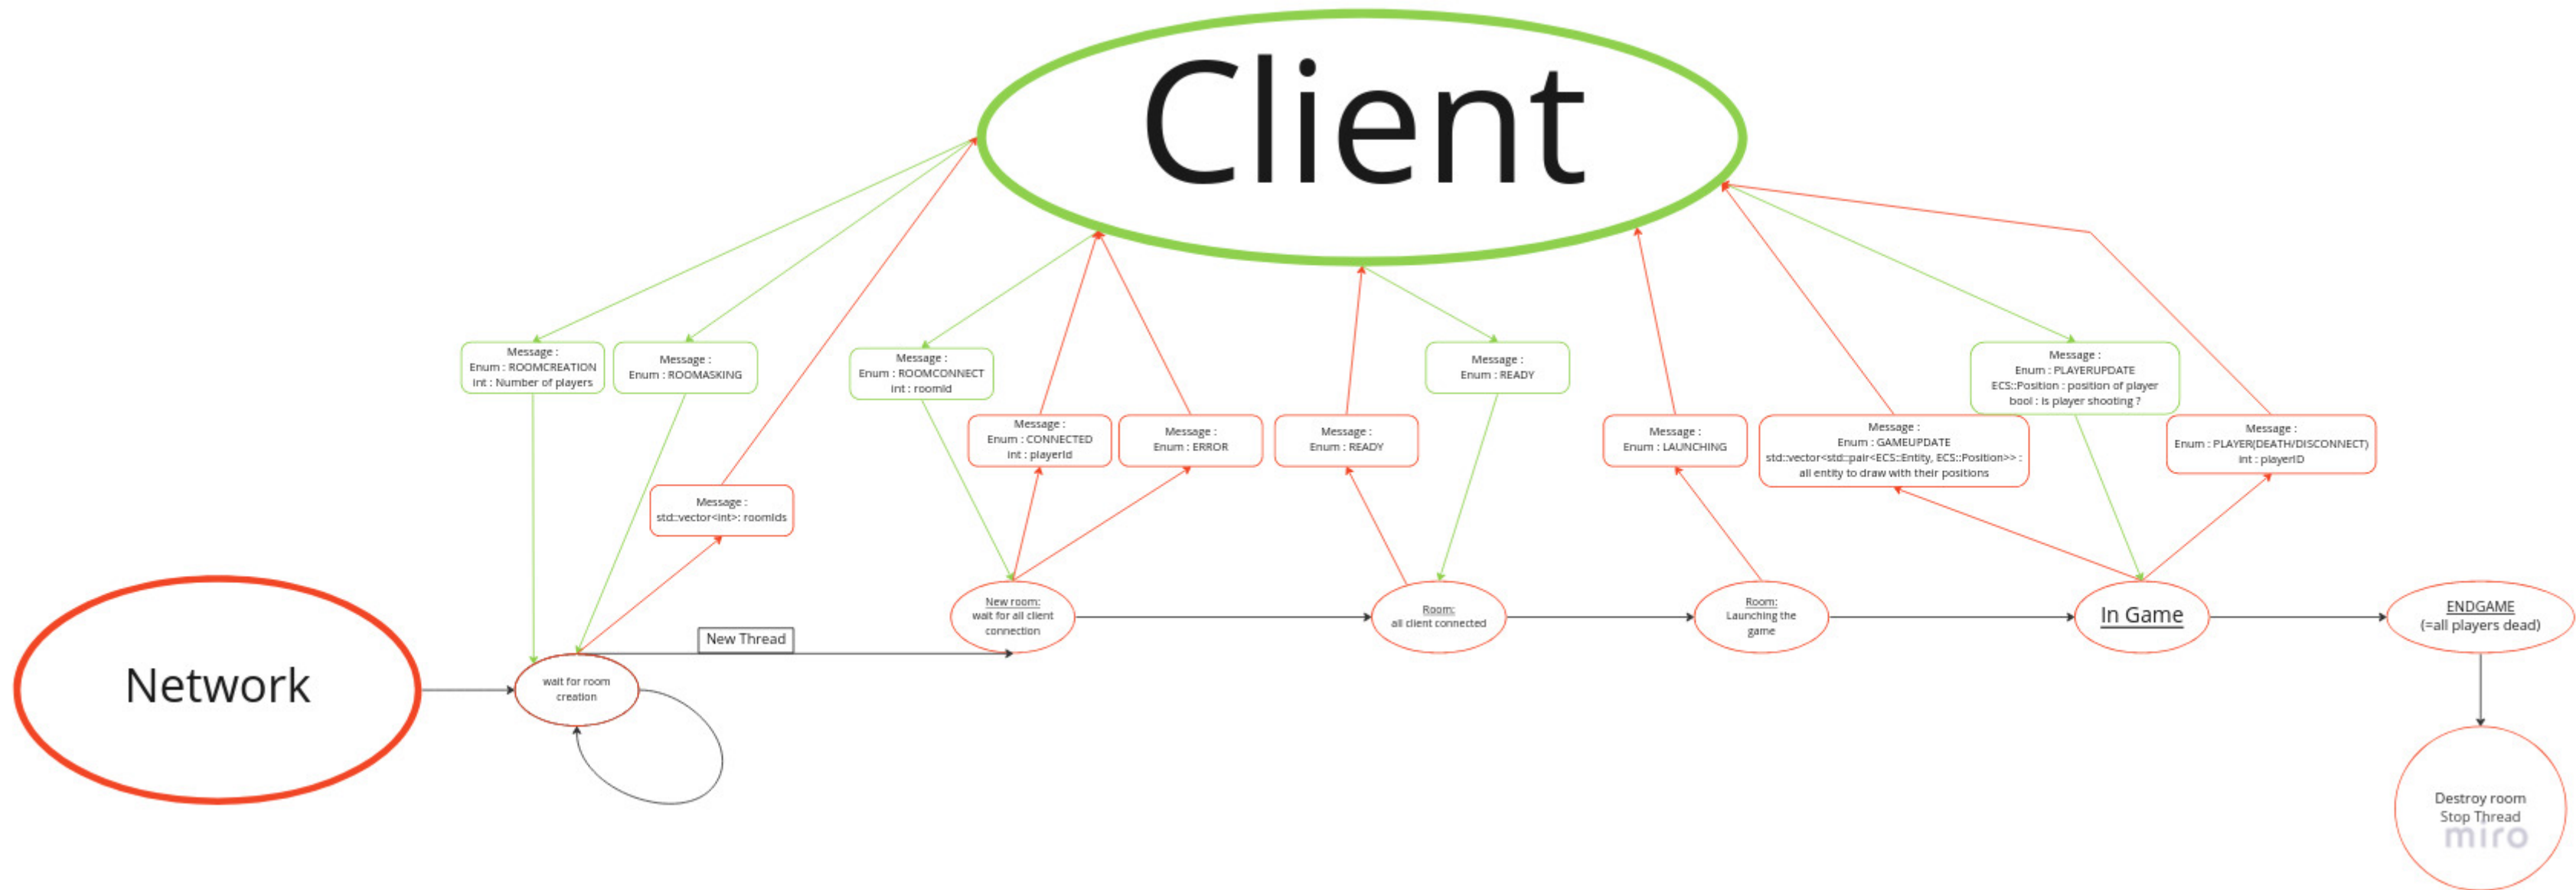 Client
Message :
Enum : ROOMCREATION
int : Number of players
Message :
Enum : ROOMASKING
Message :
Enum : ROOMCONNECT
int : roomId
Message :
Enum : READY
Message :
Enum : PLAYERUPDATE
ECS::Position : position of player
bool : is player shooting ?
Message :
Enum : CONNECTED
int : playerId
Message :
Enum : ERROR
Message :
Enum : READY
Message :
Enum : LAUNCHING
Message :
Enum : GAMEUPDATE
std::vector<std::pair<ECS::Entity, ECS::Position>> :
all entity to draw with their positions
Message :
Enum : PLAYER(DEATH/DISCONNECT)
int : playerID
Message :
std::vector<int>: roomIds
Network
wait for room
creation
New Thread
New room:
wait for all client
connection
Room:
all client connected
Room:
Launching the
game
In Game
ENDGAME
(=all players dead)
Destroy room
Stop Thread
miro